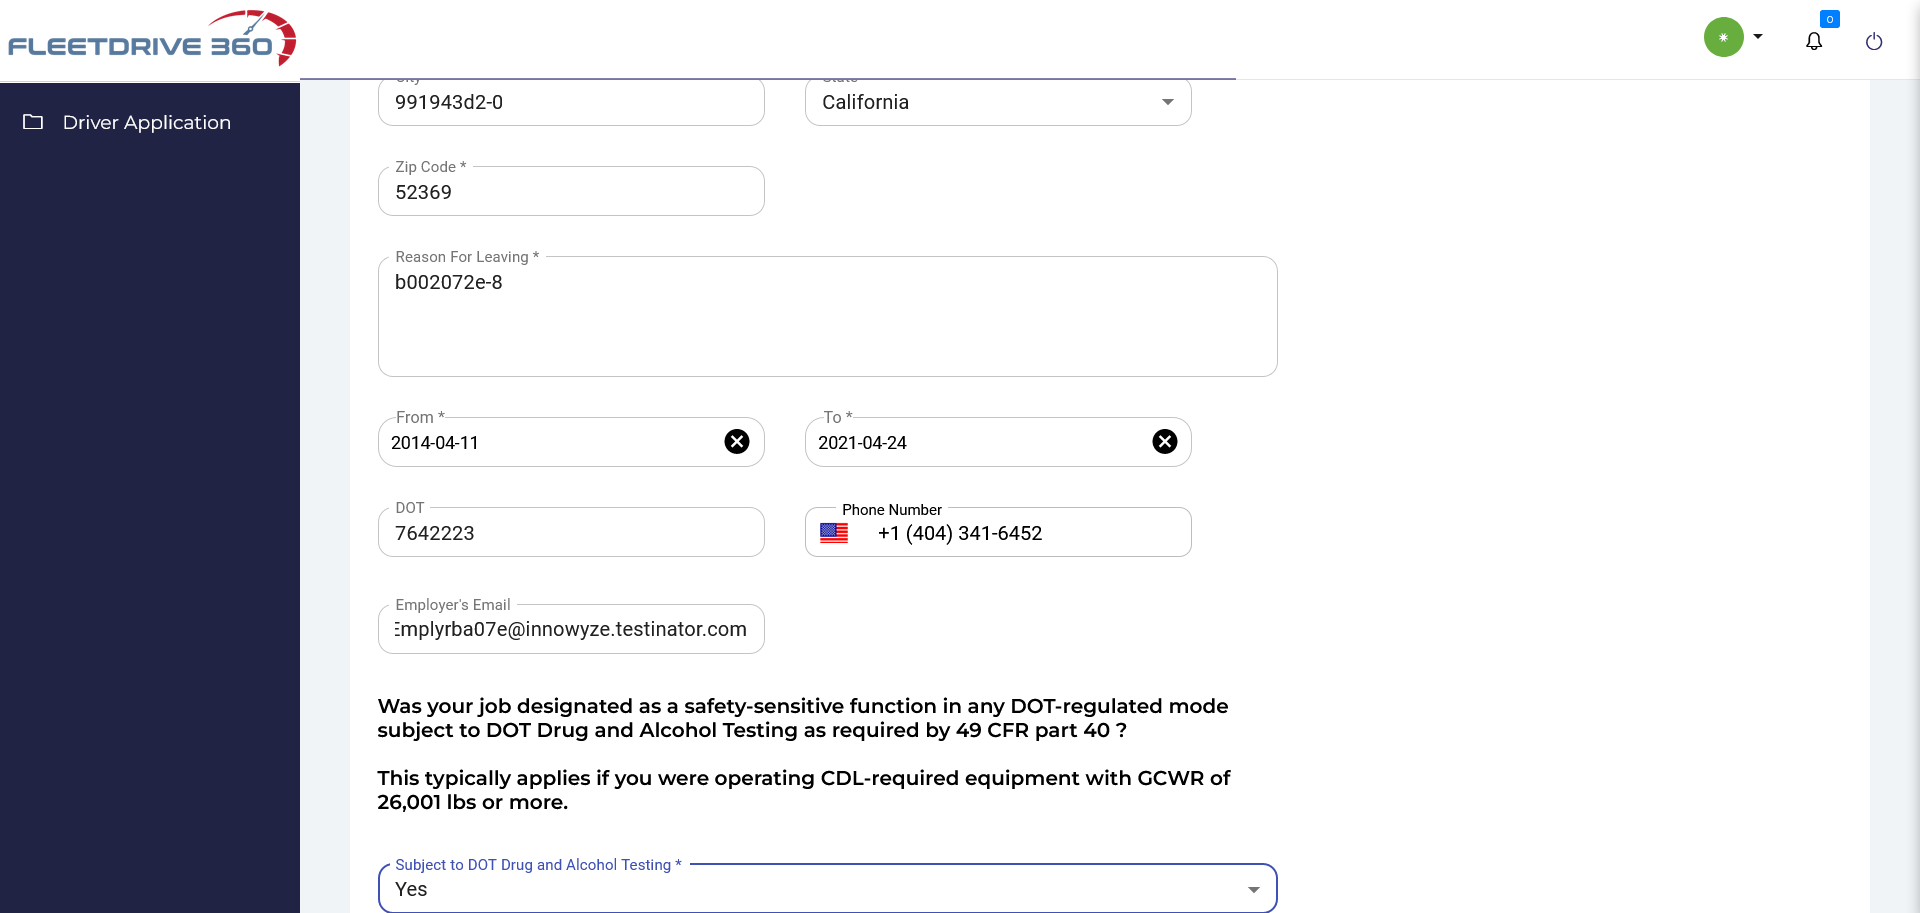 FLEETDRIVE 360
0
Driver Application
City
State
991943d2-0
California
Zip Code *
52369
Reason For Leaving *
b002072e-8
From *
2014-04-11
To *
2021-04-24
DOT
7642223
Phone Number
+1 (404) 341-6452
Employer's Email
Emplyrba07e@innowyze.testinator.com
Was your job designated as a safety-sensitive function in any DOT-regulated mode
subject to DOT Drug and Alcohol Testing as required by 49 CFR part 40 ?
This typically applies if you were operating CDL-required equipment with GCWR of
26,001 lbs or more.
Subject to DOT Drug and Alcohol Testing *
Yes